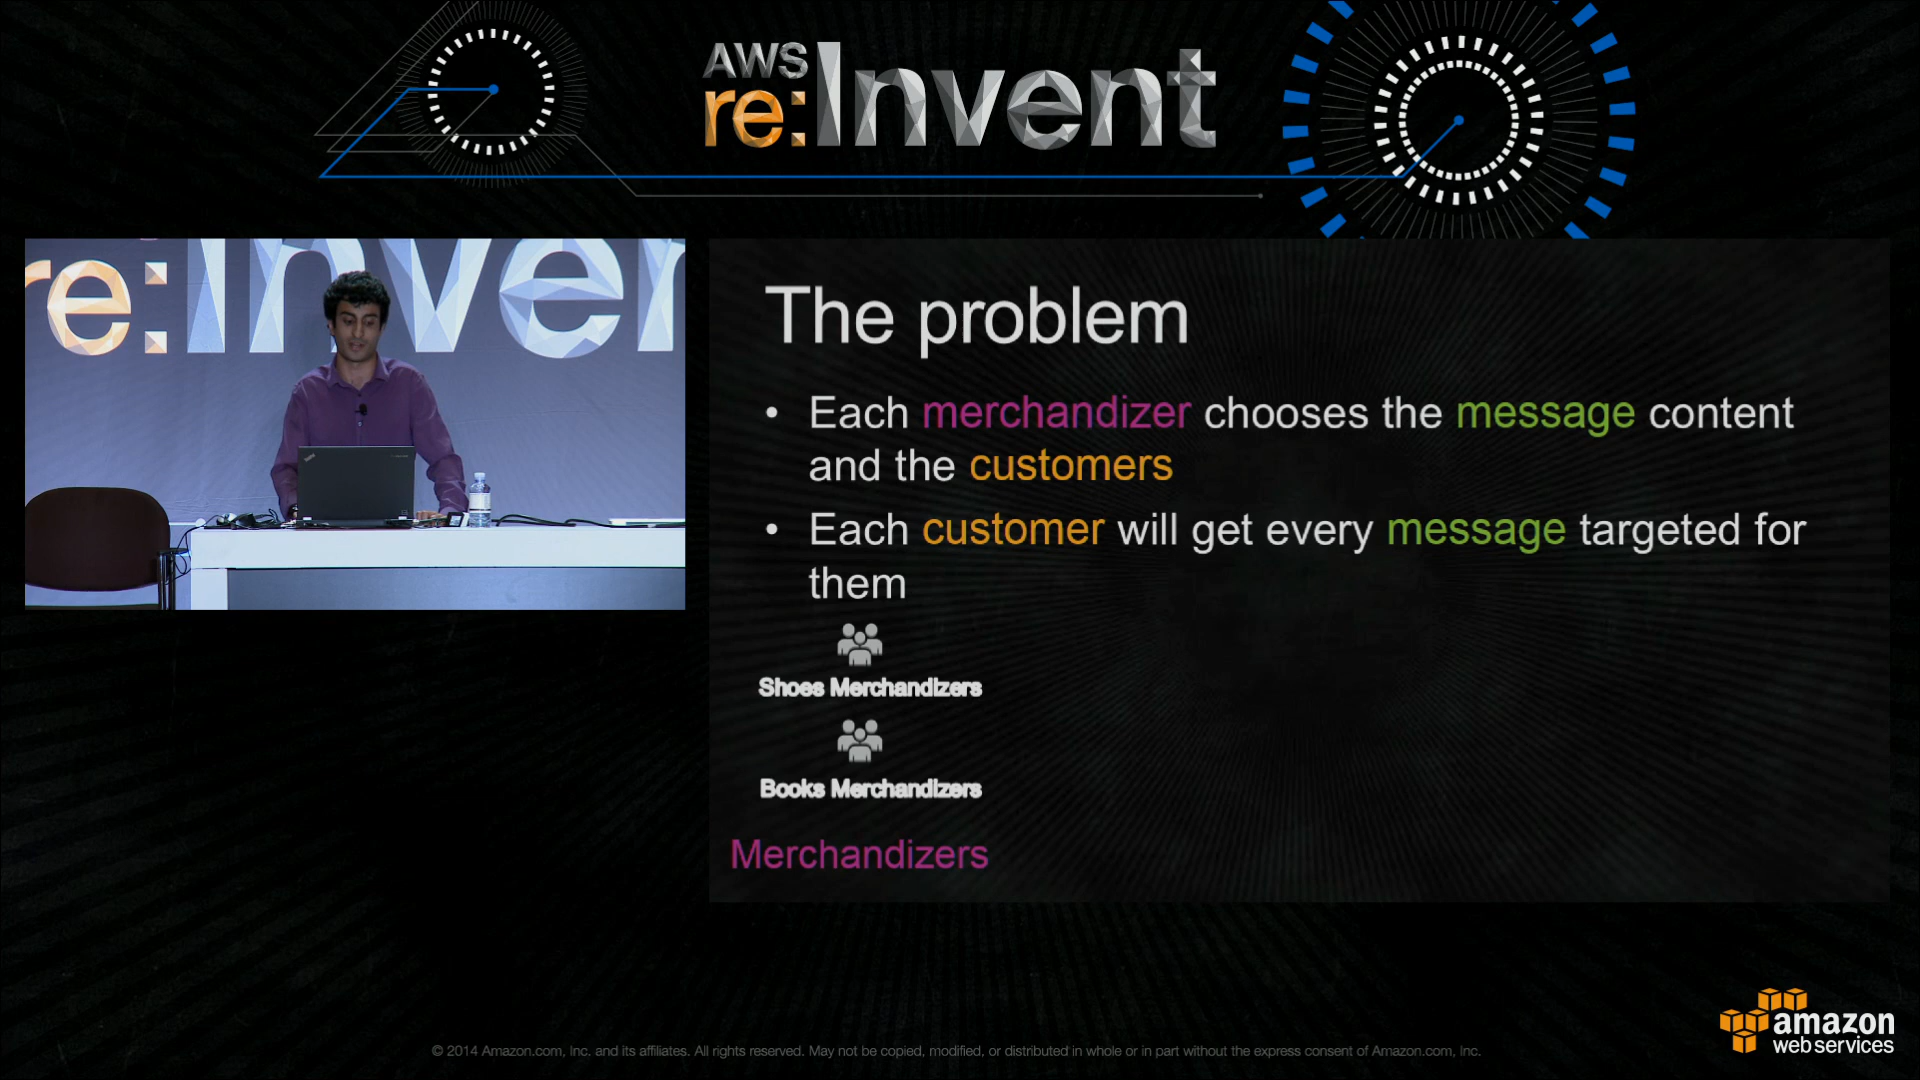 AWS
re:Invent
re:Inven
The problem
• Each merchandizer chooses the message content
and the customers
• Each customer will get every message targeted for
them
Shoes Merchandizers
Books Merchandizers
Merchandizers
amazon
web services
© 2014 Amazon.com, Inc. and its affiliates. All rights reserved. May not be copied, modified, or distributed in whole or in part without the express consent of Amazon.com, Inc.